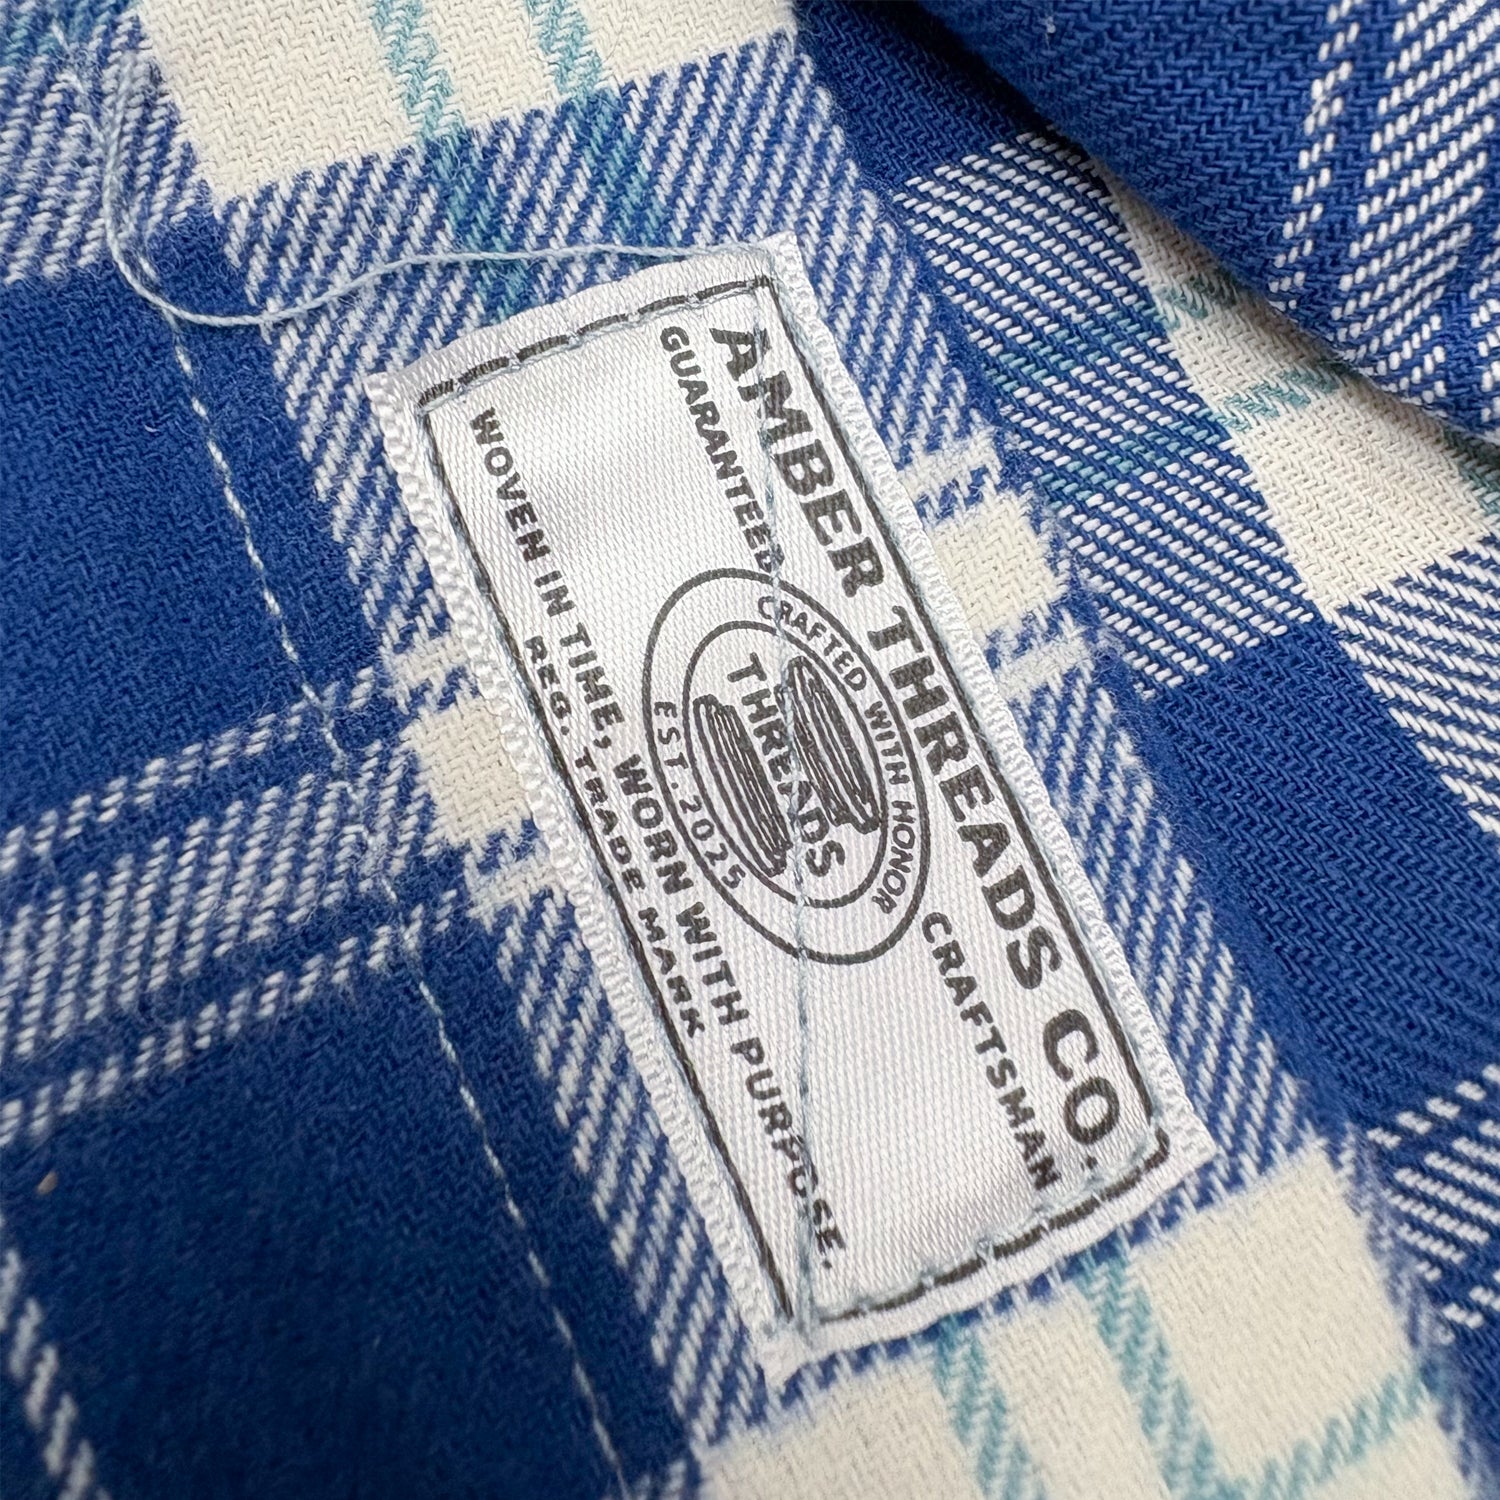 AMBER THREADS CO.
GUARANTEED
CRAFTSMAN
CRAFTED WITH HONOR
THREADS
EST. 2025
WOVEN IN TIME, WORN WITH PURPOSE.
REG. TRADE MARK